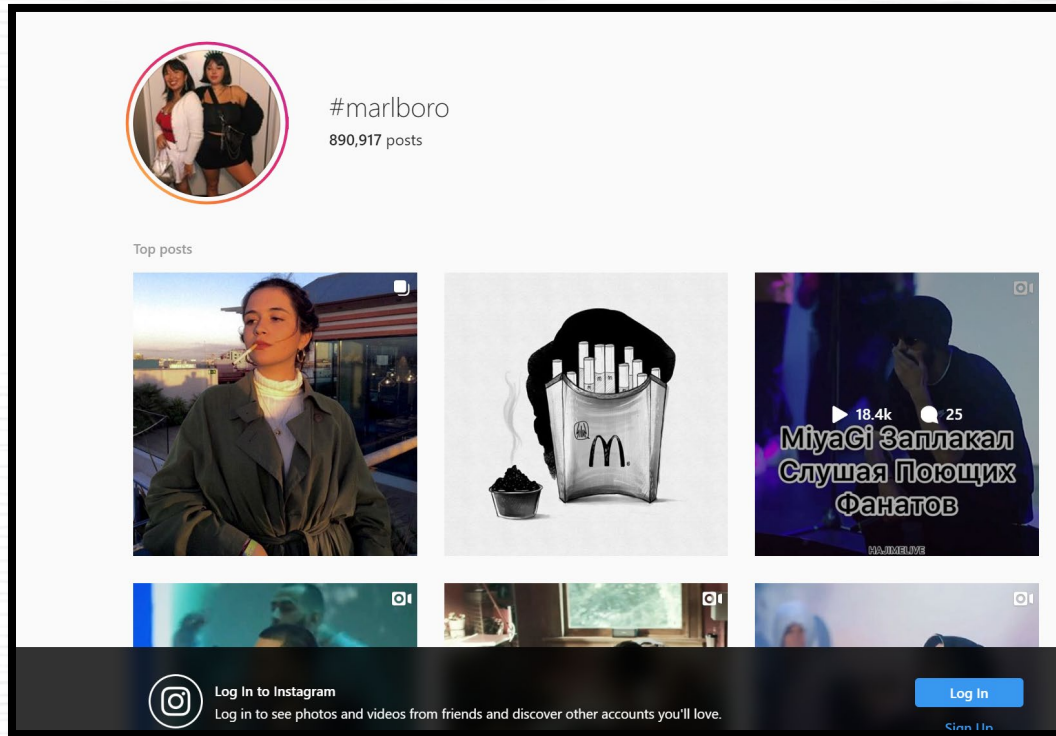 #marlboro
890,917 posts
Top posts
18.4k 25
MiyaGi Заплакал
Слушая Поющих
Фанатов
HAJIMELIVE
Log In to Instagram
Log in to see photos and videos from friends and discover other accounts you'll love.
Log In
Sign Up